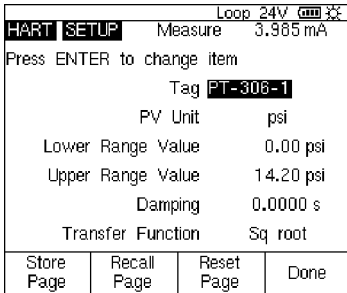 Loop 24V
HART SETUP Measure 3.985 mA
Press ENTER to change item
Tag PT-306-1
PV Unit psi
Lower Range Value 0.00 psi
Upper Range Value 14.20 psi
Damping 0.0000 s
Transfer Function Sq root
Store Page Recall Page Reset Page Done